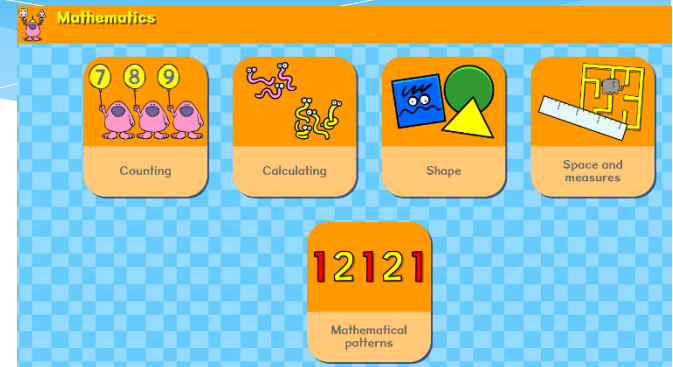 Mathematics
7 8 9
Counting
Calculating
Shape
Space and
measures
12121
Mathematical
patterns